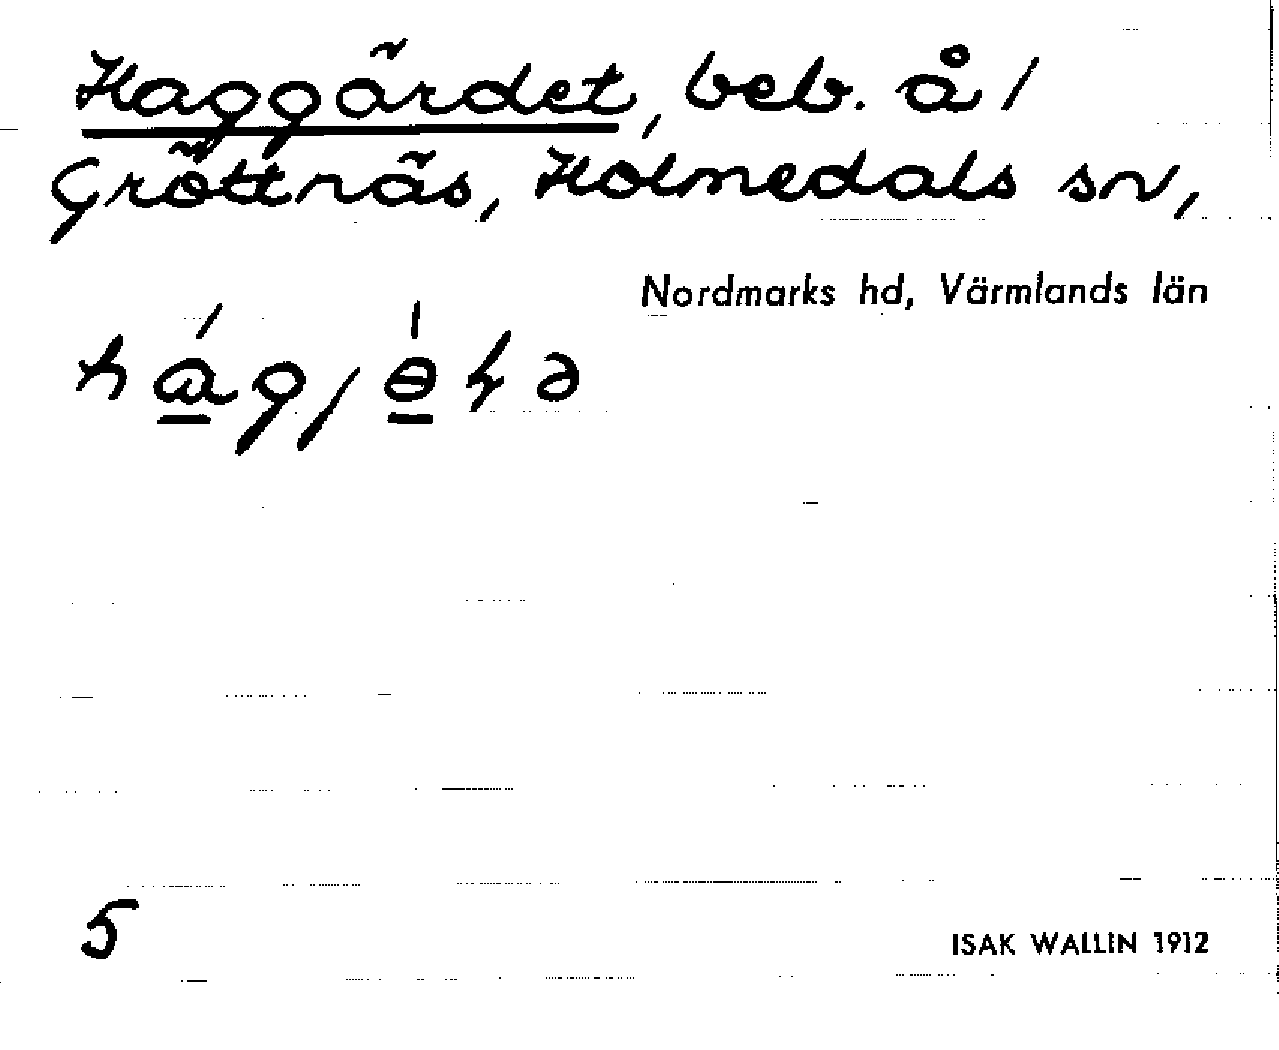 Haggärdet, beb. å /
Gröttnäs, Holmedals sn,
Nordmarks hd, Värmlands län
5
ISAK WALLIN 1912